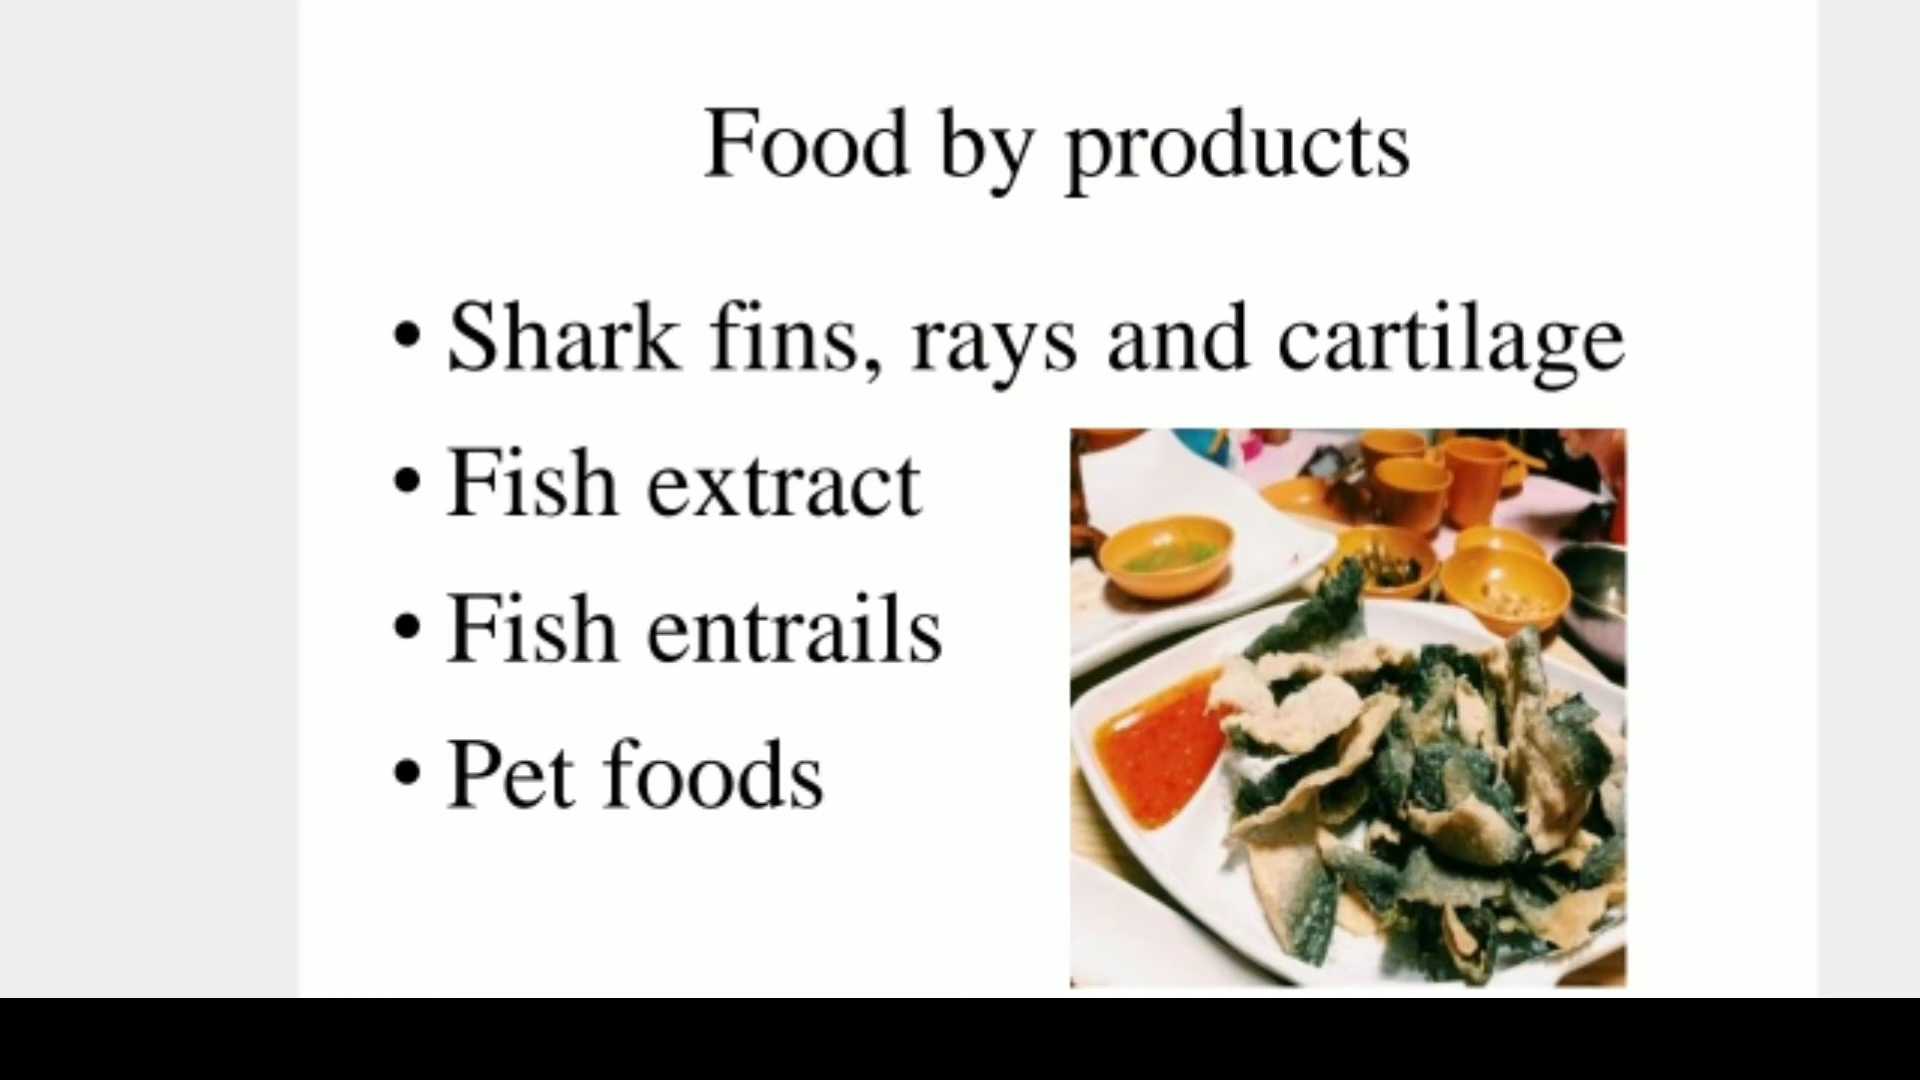 Food by products
• Shark fins, rays and cartilage
• Fish extract
• Fish entrails
• Pet foods